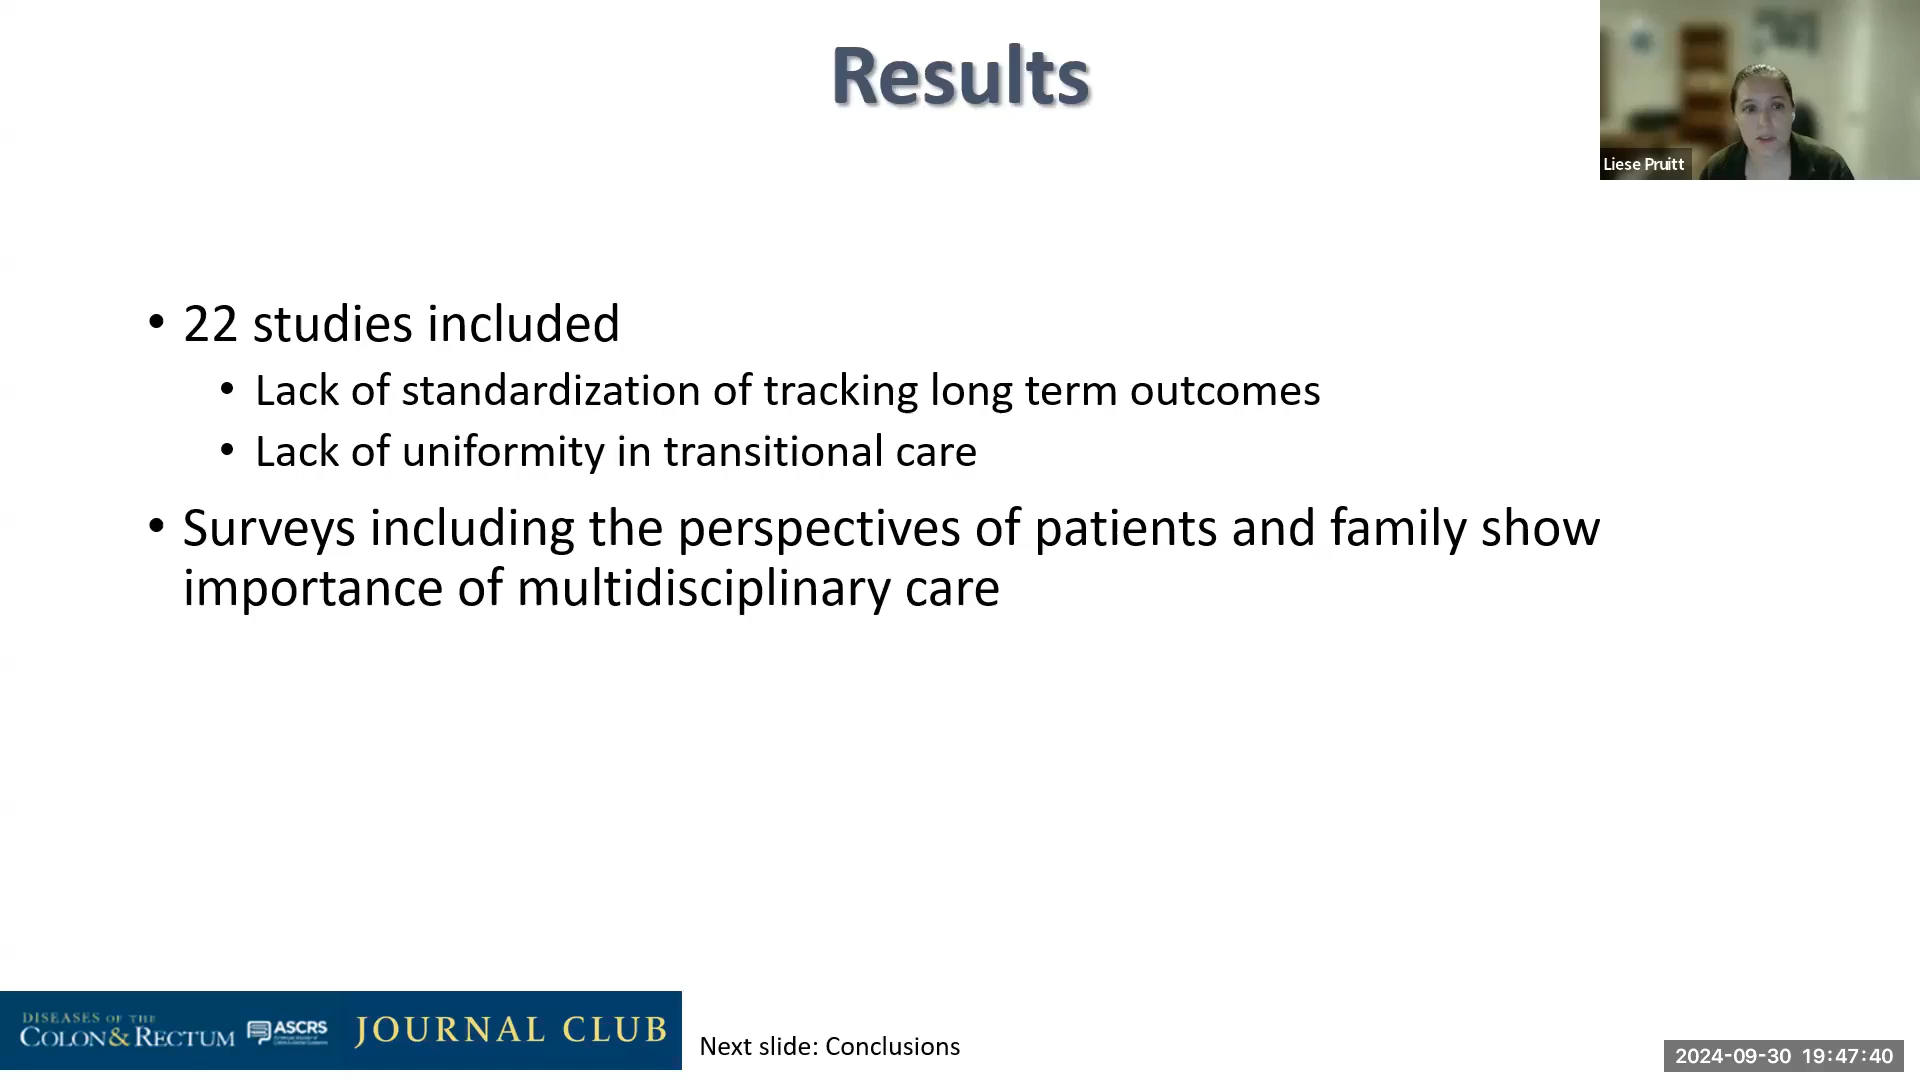 Results
Liese Pruitt
• 22 studies included
• Lack of standardization of tracking long term outcomes
• Lack of uniformity in transitional care
• Surveys including the perspectives of patients and family show
importance of multidisciplinary care
DISEASES OF THE
COLON&RECTUM
ASCRS
JOURNAL CLUB
Next slide: Conclusions
2024-09-30 19:47:40